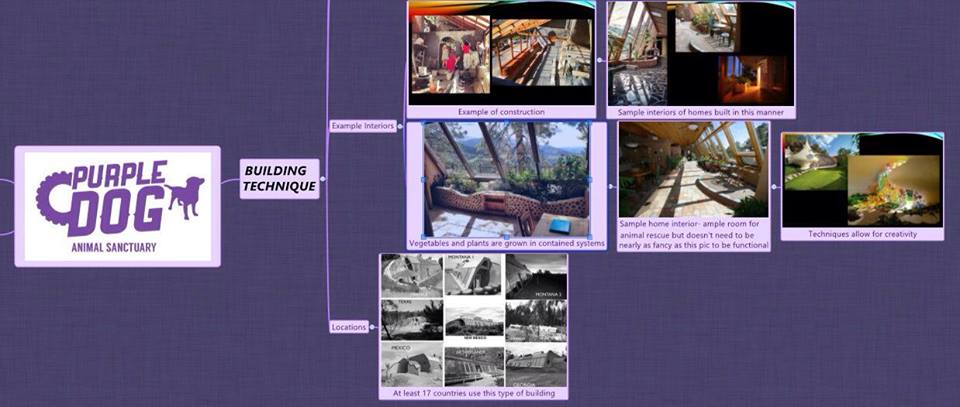 PURPLE
DOG
ANIMAL SANCTUARY
BUILDING
TECHNIQUE
Example Interiors
Example of construction
Sample interiors of homes built in this manner
Vegetables and plants are grown in contained systems
Sample home interior- ample room for
animal rescue but doesn't need to be
nearly as fancy as this pic to be functional
Techniques allow for creativity
Locations
MONTANA 1
MONTANA 2
TEXAS
NEW MEXICO
MEXICO
GEORGIA
At least 17 countries use this type of building